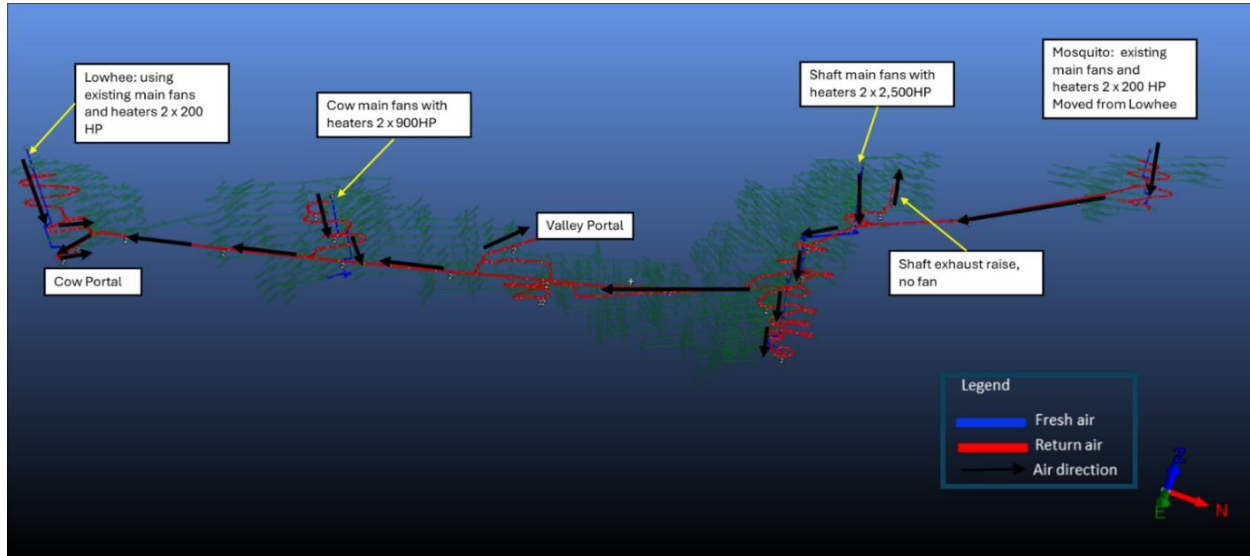 Lowhee: using
existing main fans
and heaters 2 x 200
HP
Cow main fans with
heaters 2 x 900HP
Shaft main fans with
heaters 2 x 2,500HP
Mosquito: existing
main fans and
heaters 2 x 200 HP
Moved from Lowhee
Valley Portal
Cow Portal
Shaft exhaust raise,
no fan
Legend
Fresh air
Return air
Air direction
Z
N
E